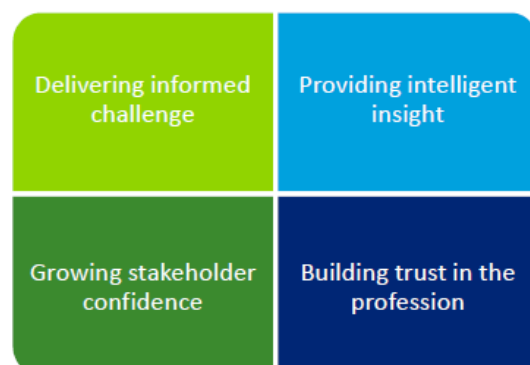 Delivering informed
challenge
Providing intelligent
insight
Growing stakeholder
confidence
Building trust in the
profession